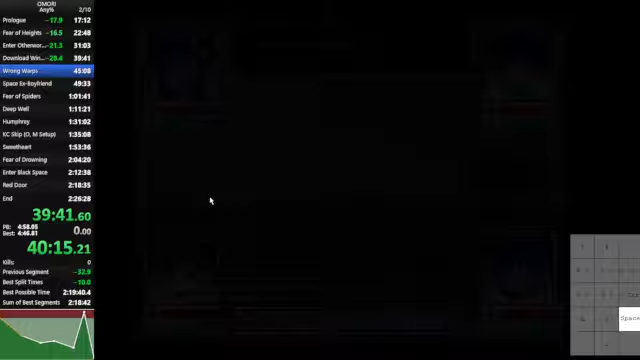 OMORI
Any% 2/10
Prologue -17.9 17:12
Fear of Heights -16.5 22:48
Enter Otherwor... -21.3 31:03
Download Win... -28.4 39:41
Wrong Warps 45:08
Space Ex-Boyfriend 49:33
Fear of Spiders 1:01:41
Deep Well 1:11:21
Humphrey 1:31:02
KC Skip (O, M Setup) 1:35:08
Sweetheart 1:53:36
Fear of Drowning 2:04:20
Enter Black Space 2:12:38
Red Door 2:18:35
End 2:26:28
39:41.60
PB: 4:58.05
Best: 4:46.81 0.00
40:15.21
Kills: 0
Previous Segment -32.9
Best Split Times -10.0
Best Possible Time 2:19:40.4
Sum of Best Segments 2:18:42
Space